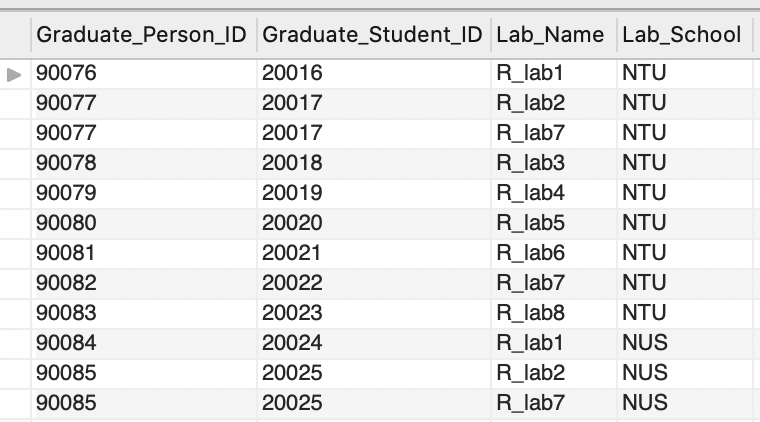 Graduate_Person_ID Graduate_Student_ID Lab_Name Lab_School
90076 20016 R_lab1 NTU
90077 20017 R_lab2 NTU
90077 20017 R_lab7 NTU
90078 20018 R_lab3 NTU
90079 20019 R_lab4 NTU
90080 20020 R_lab5 NTU
90081 20021 R_lab6 NTU
90082 20022 R_lab7 NTU
90083 20023 R_lab8 NTU
90084 20024 R_lab1 NUS
90085 20025 R_lab2 NUS
90085 20025 R_lab7 NUS